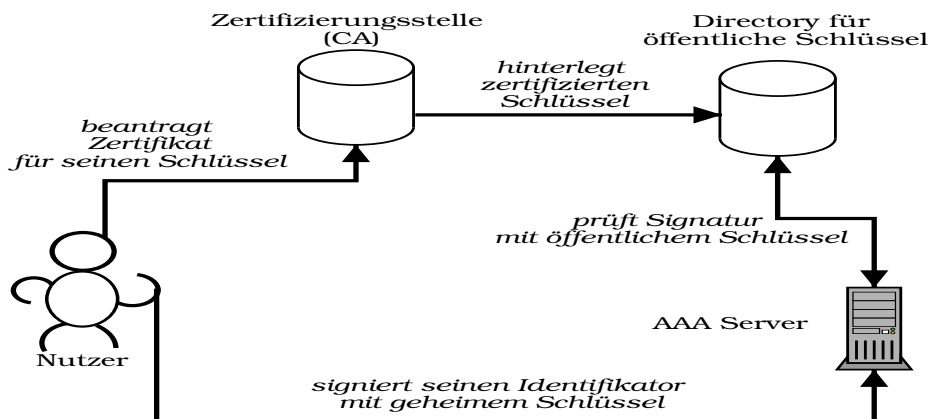 Zertifizierungsstelle
(CA)
Directory für
öffentliche Schlüssel
hinterlegt
zertifizierten
Schlüssel
beantragt
Zertifikat
für seinen Schlüssel
prüft Signatur
mit öffentlichem Schlüssel
AAA Server
Nutzer
signiert seinen Identifikator
mit geheimem Schlüssel